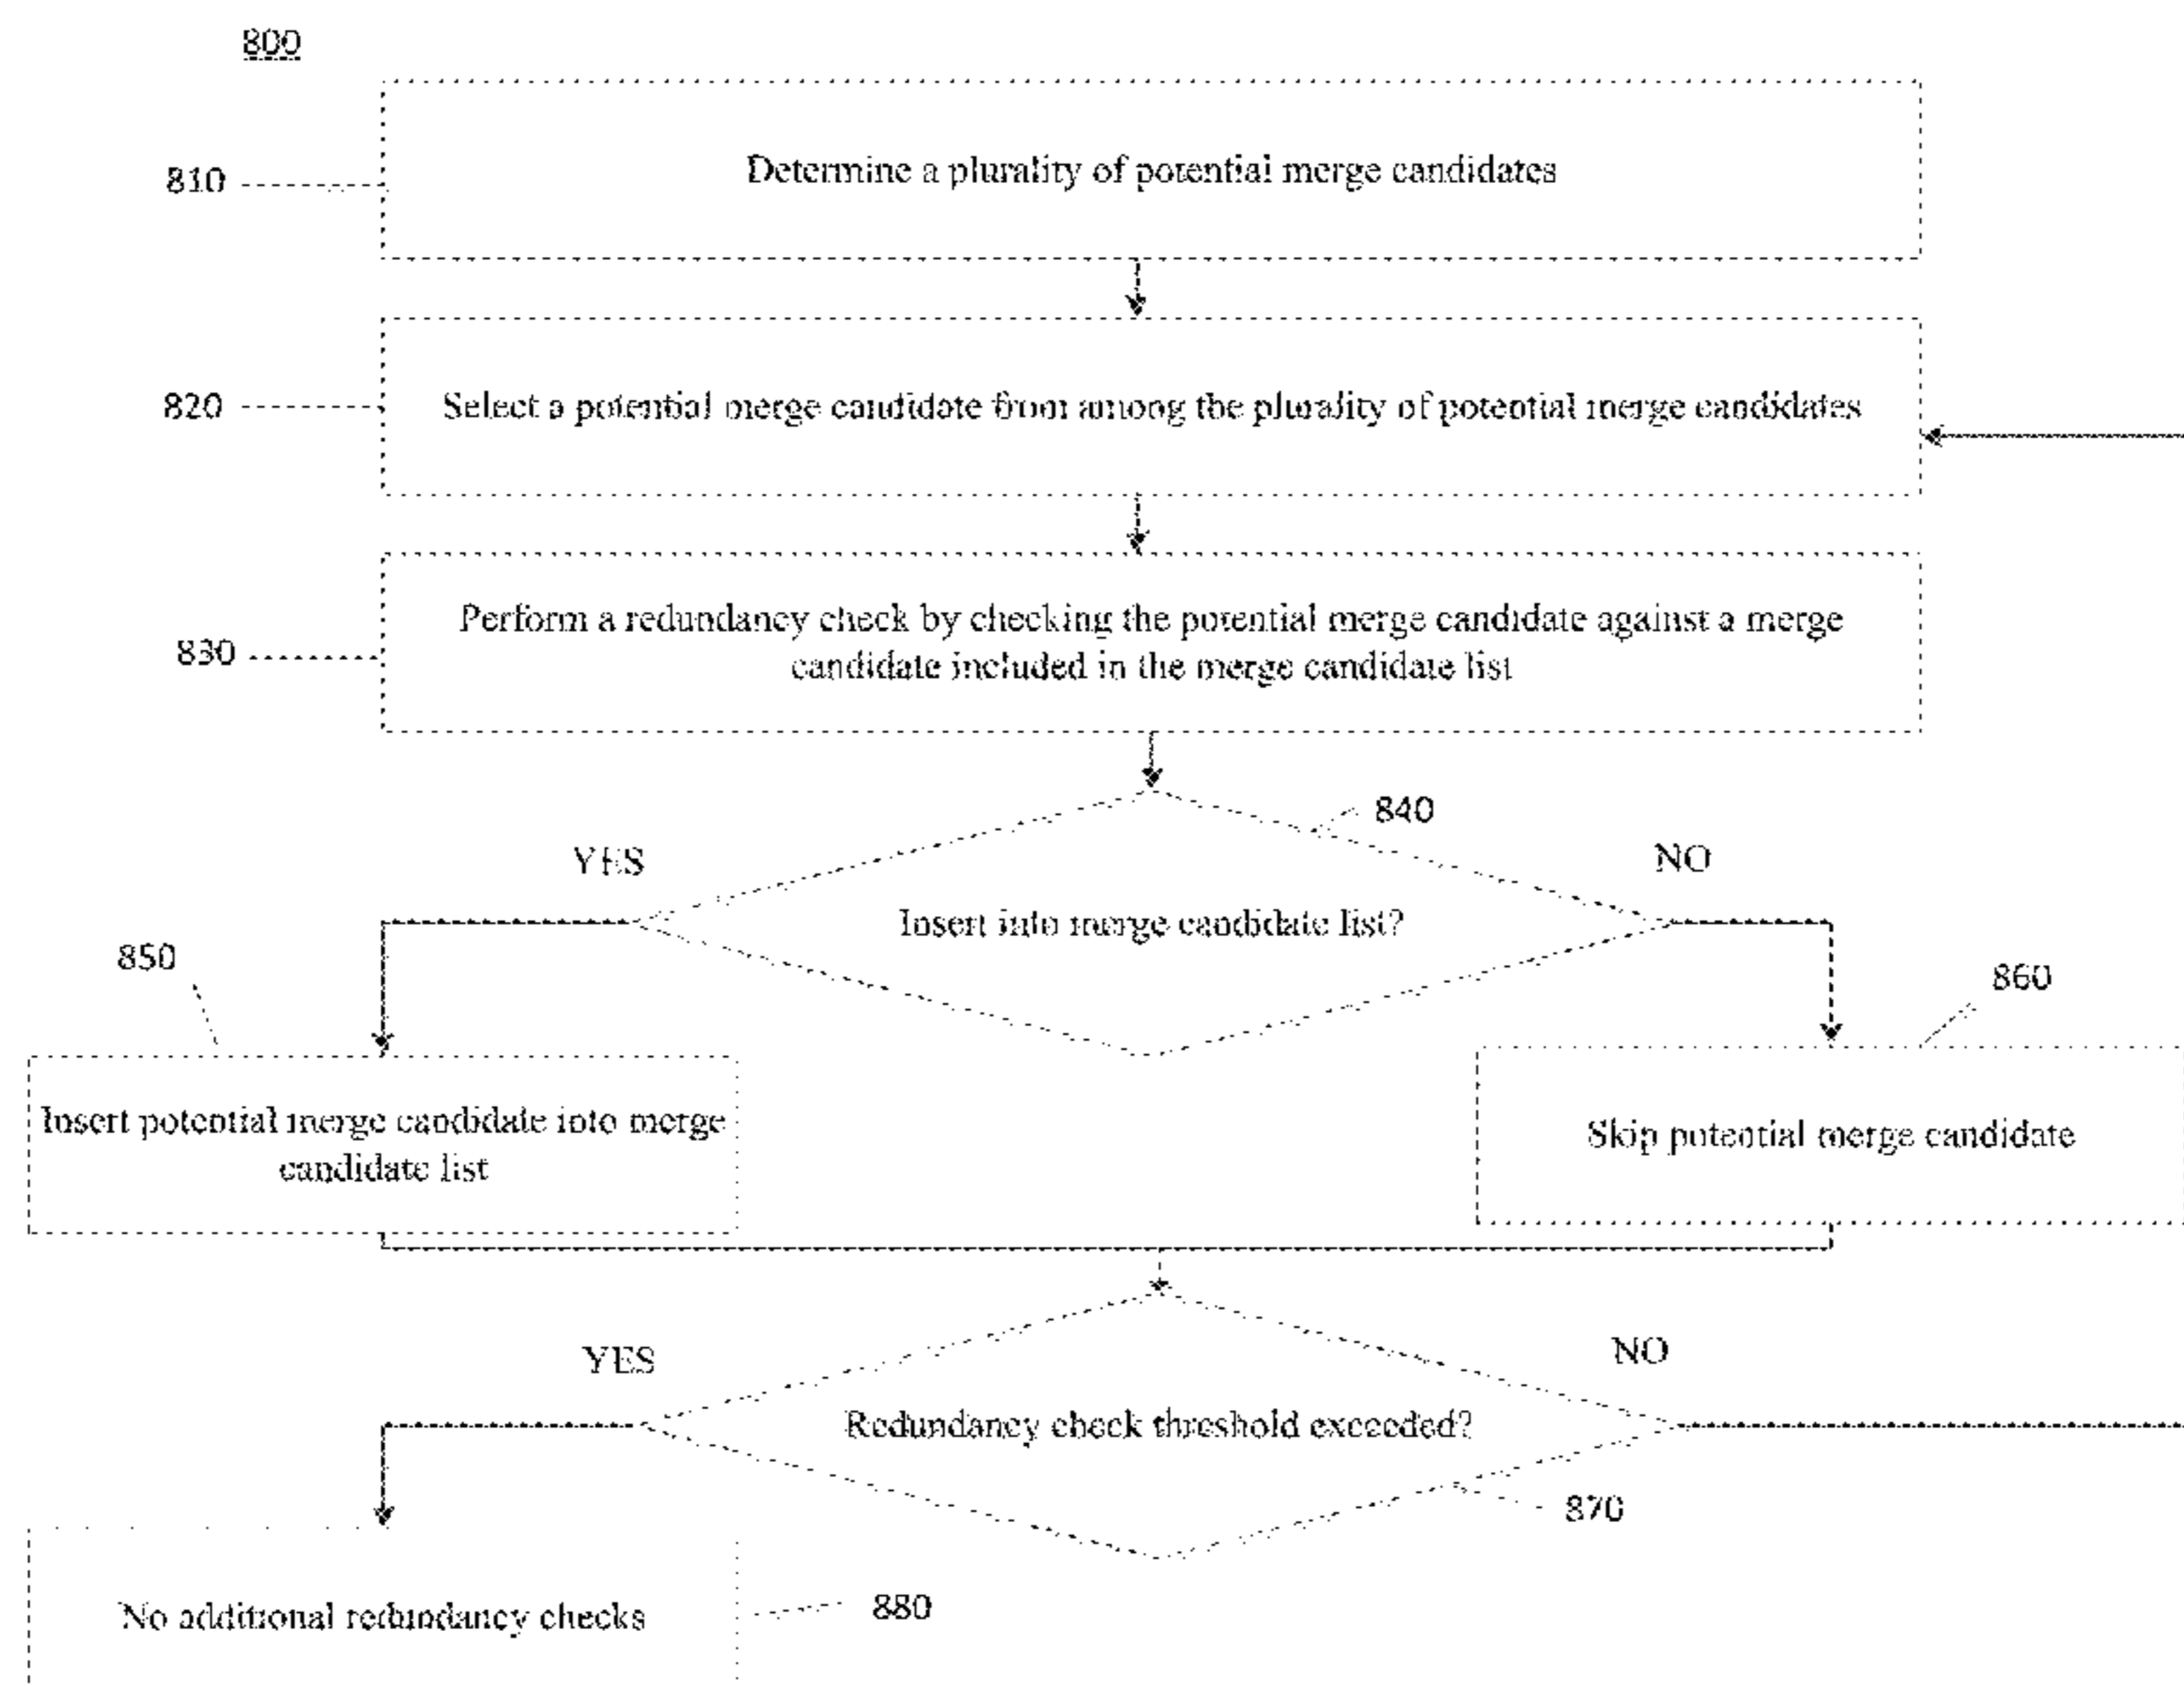 800
Determine a plurality of potential merge candidates
810
Select a potential merge candidate from among the plurality of potential merge candidates
820
Perform a redundancy check by checking the potential merge candidate against a merge
candidate included in the merge candidate list
830
840
YES
NO
Insert into merge candidate list?
850
860
Insert potential merge candidate into merge
candidate list
Skip potential merge candidate
YES
NO
Redundancy check threshold exceeded?
870
No additional redundancy checks
880